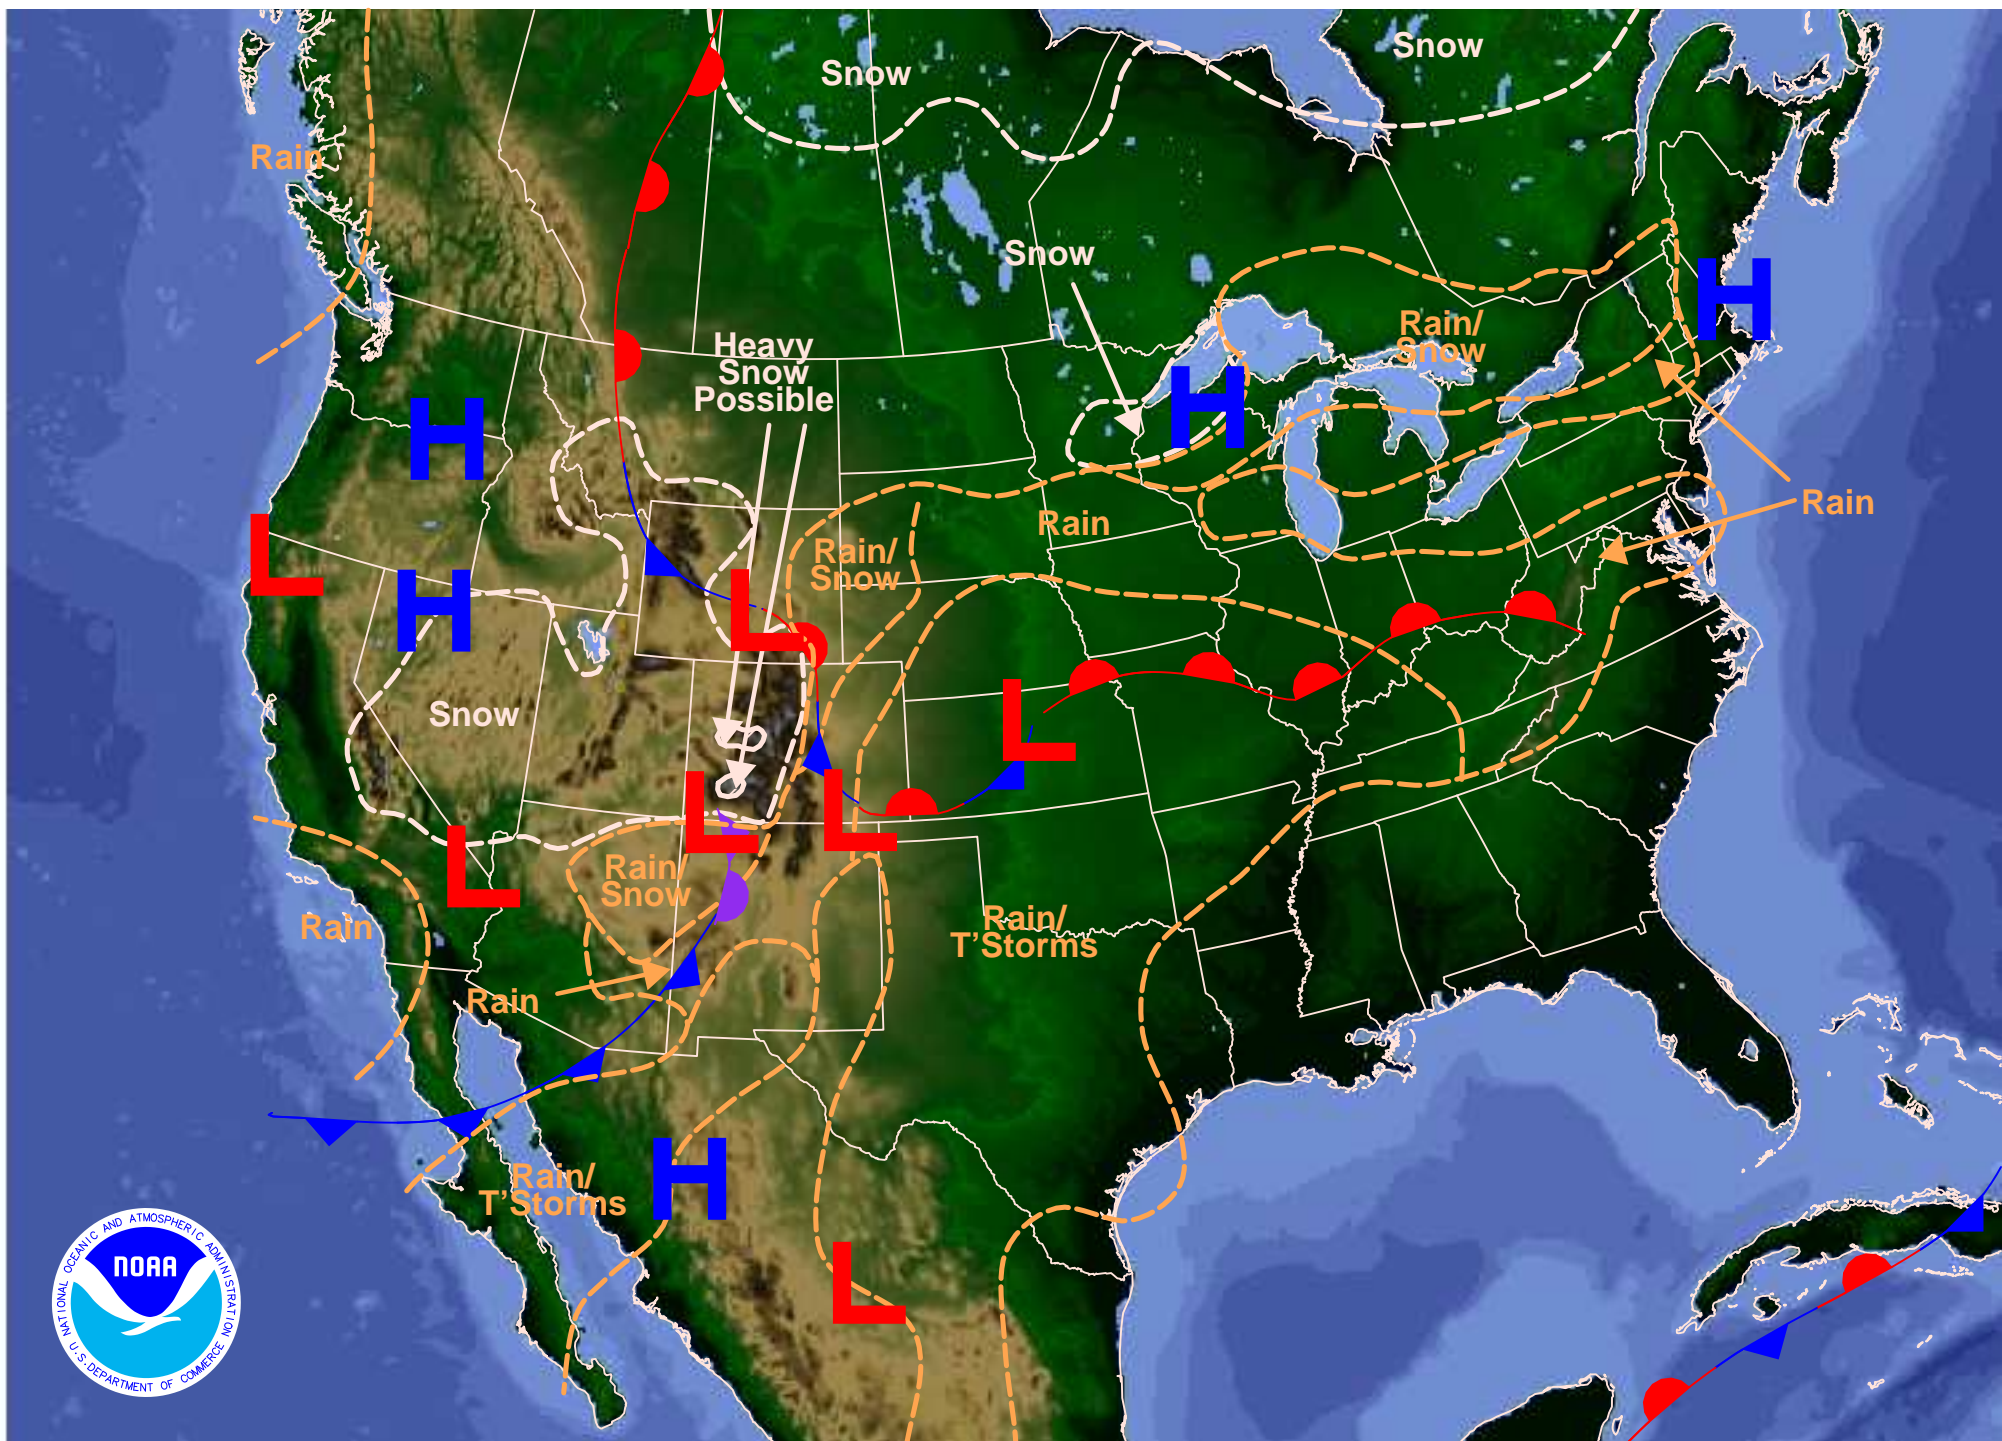 Snow
Snow
Rain
Snow
Rain/
Snow
Heavy
Snow
Possible
H
H
H
Rain
Rain
Rain/
Snow
L
H
L
Snow
L
L
L
L
Rain/
Snow
Rain
Rain/
T'Storms
Rain
Rain/
T'Storms
H
L
NATIONAL OCEANIC AND ATMOSPHERIC ADMINISTRATION
NOAA
U.S. DEPARTMENT OF COMMERCE